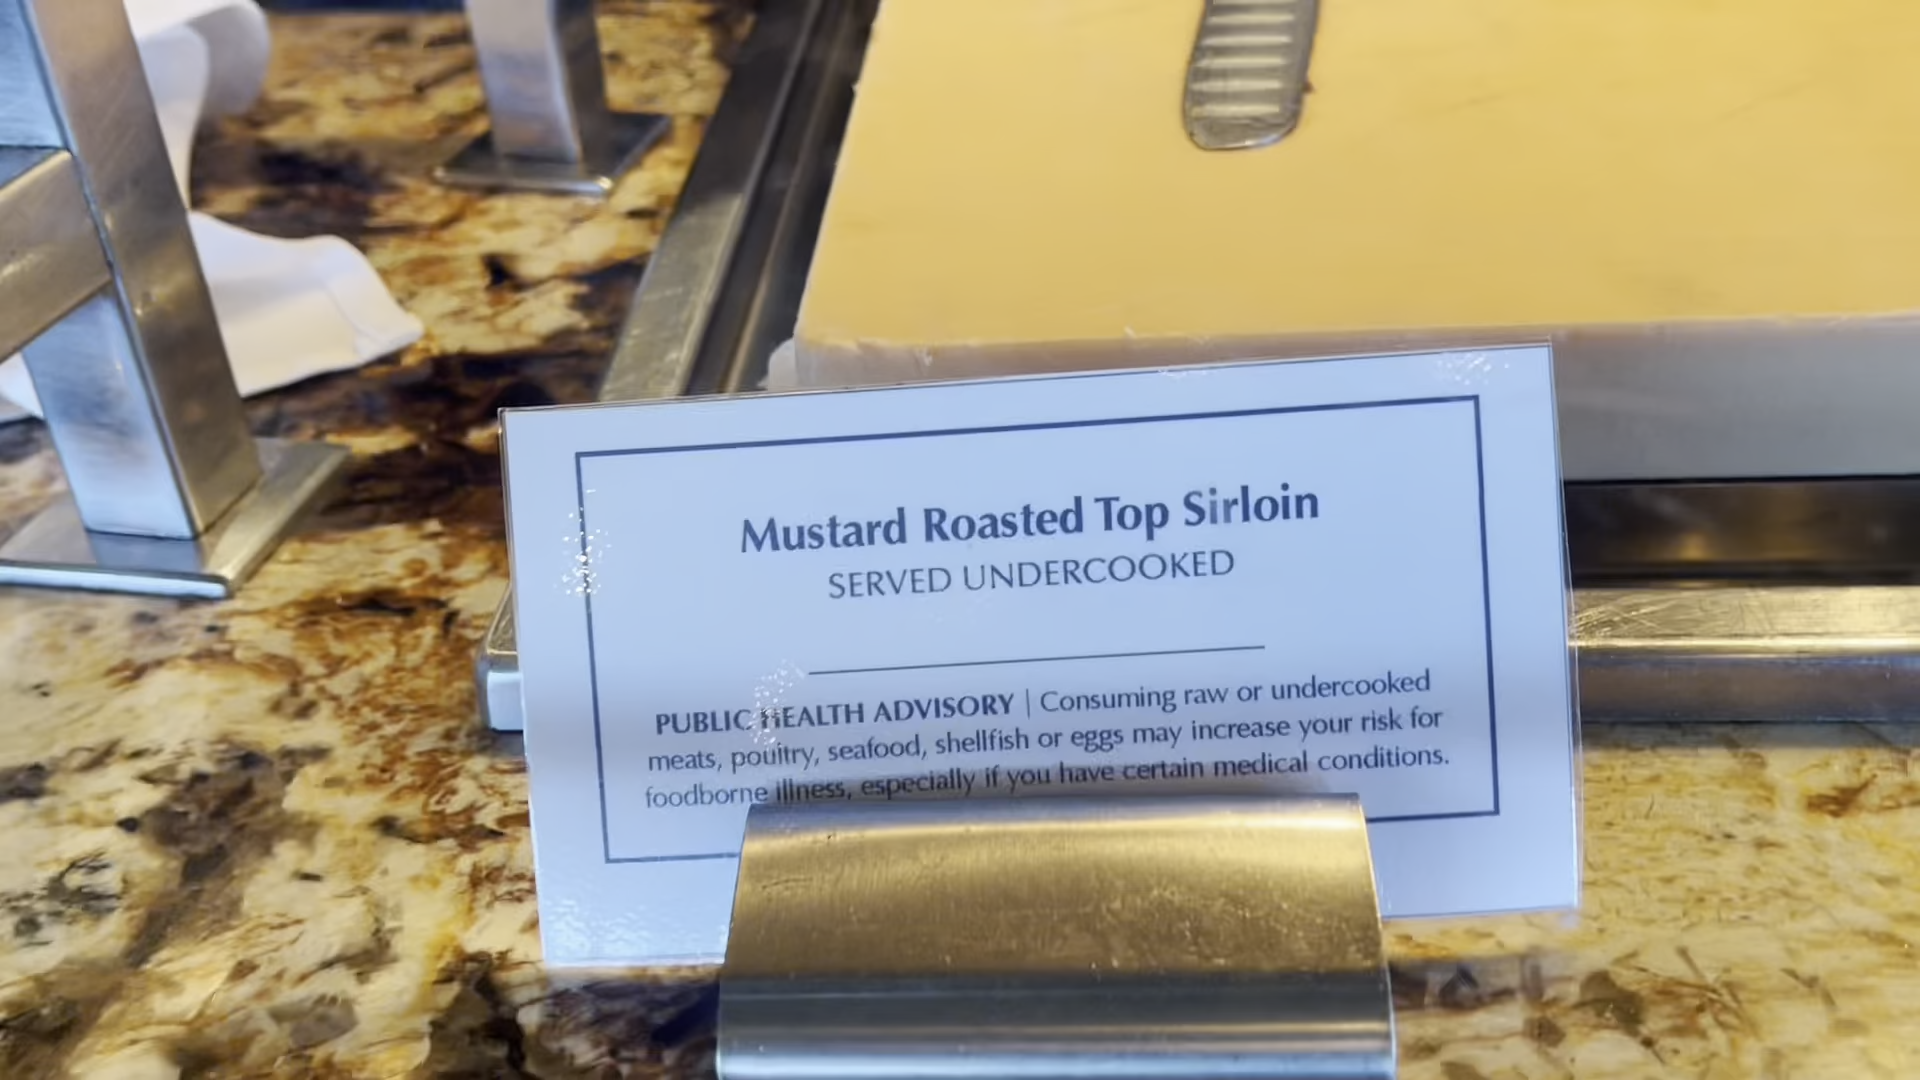 Mustard Roasted Top Sirloin
SERVED UNDERCOOKED
PUBLIC HEALTH ADVISORY | Consuming raw or undercooked
meats, poultry, seafood, shellfish or eggs may increase your risk for
foodborne illness, especially if you have certain medical conditions.